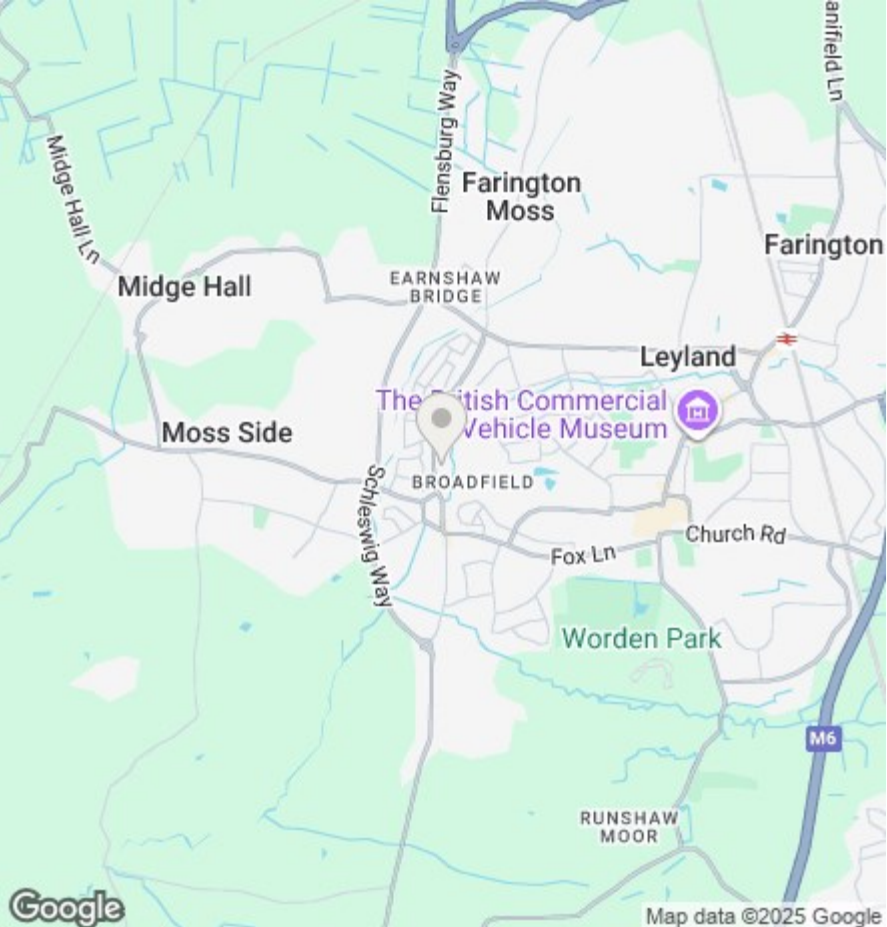 anifield Ln
Flensburg Way
Midge Hall Ln
Farington
Moss
Farington
EARNSHAW
BRIDGE
Midge Hall
Leyland
The British Commercial
Vehicle Museum
Moss Side
BROADFIELD
Schleswig Way
Church Rd
Fox Ln
Worden Park
M6
RUNSHAW
MOOR
Google
Map data ©2025 Google